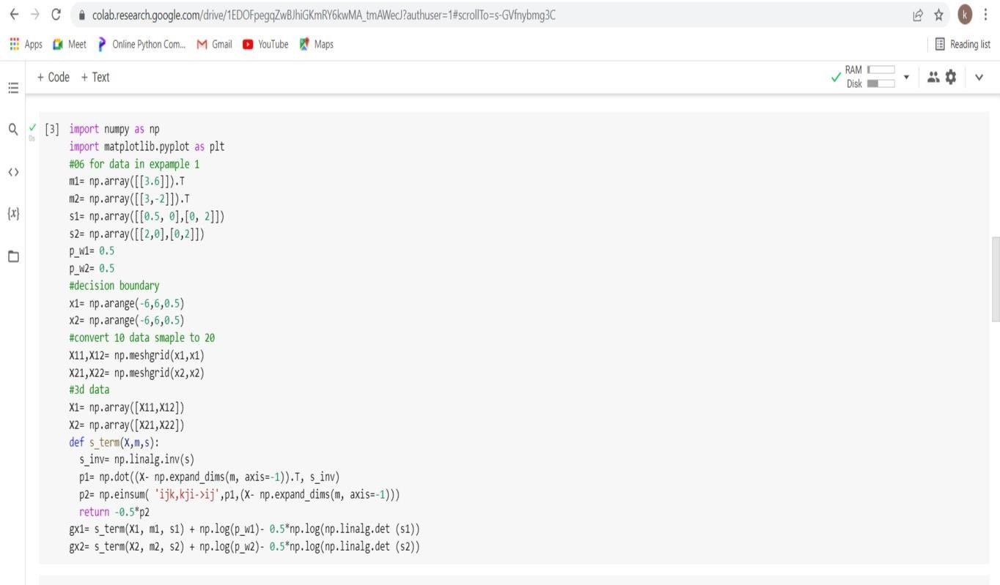 colab.research.google.com/drive/1EDOFpegqZwBJhiGKmRY6kwMA_tmAWecJ?authuser=1#scrollTo=s-GVfnybmg3C
k
Apps Meet Online Python Com... Gmail YouTube Maps Reading list
+ Code + Text
RAM
Disk
0s
[3] import numpy as np
import matplotlib.pyplot as plt
#06 for data in expample 1
m1= np.array([[3.6]]).T
m2= np.array([[3,-2]]).T
s1= np.array([[0.5, 0],[0, 2]])
s2= np.array([[2,0],[0,2]])
p_w1= 0.5
p_w2= 0.5
#decision boundary
x1= np.arange(-6,6,0.5)
x2= np.arange(-6,6,0.5)
#convert 10 data smaple to 20
X11,X12= np.meshgrid(x1,x1)
X21,X22= np.meshgrid(x2,x2)
#3d data
X1= np.array([X11,X12])
X2= np.array([X21,X22])
def s_term(X,m,s):
  s_inv= np.linalg.inv(s)
  p1= np.dot((X- np.expand_dims(m, axis=-1)).T, s_inv)
  p2= np.einsum( 'ijk,kji->ij',p1,(X- np.expand_dims(m, axis=-1)))
  return -0.5*p2
gx1= s_term(X1, m1, s1) + np.log(p_w1)- 0.5*np.log(np.linalg.det (s1))
gx2= s_term(X2, m2, s2) + np.log(p_w2)- 0.5*np.log(np.linalg.det (s2))